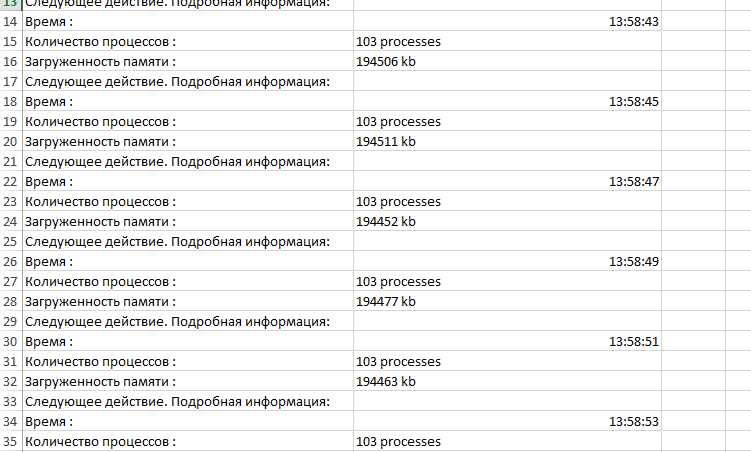 13 Следующее действие. Подробная информация:
14 Время : 13:58:43
15 Количество процессов : 103 processes
16 Загруженность памяти : 194506 kb
17 Следующее действие. Подробная информация:
18 Время : 13:58:45
19 Количество процессов : 103 processes
20 Загруженность памяти : 194511 kb
21 Следующее действие. Подробная информация:
22 Время : 13:58:47
23 Количество процессов : 103 processes
24 Загруженность памяти : 194452 kb
25 Следующее действие. Подробная информация:
26 Время : 13:58:49
27 Количество процессов : 103 processes
28 Загруженность памяти : 194477 kb
29 Следующее действие. Подробная информация:
30 Время : 13:58:51
31 Количество процессов : 103 processes
32 Загруженность памяти : 194463 kb
33 Следующее действие. Подробная информация:
34 Время : 13:58:53
35 Количество процессов : 103 processes